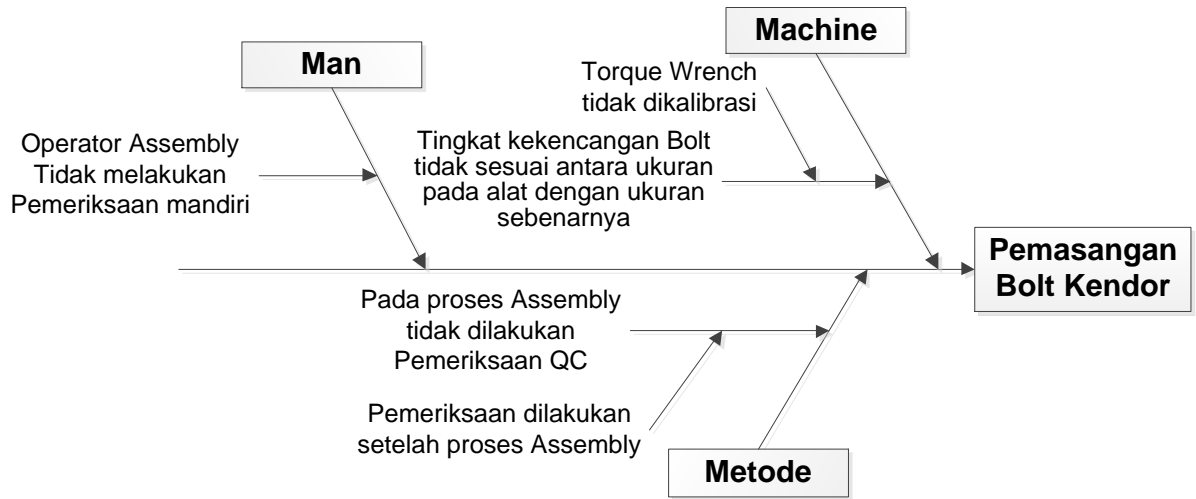 Machine
Man
Torque Wrench
tidak dikalibrasi
Operator Assembly
Tidak melakukan
Pemeriksaan mandiri
Tingkat kekencangan Bolt
tidak sesuai antara ukuran
pada alat dengan ukuran
sebenarnya
Pemasangan
Bolt Kendor
Pada proses Assembly
tidak dilakukan
Pemeriksaan QC
Pemeriksaan dilakukan
setelah proses Assembly
Metode